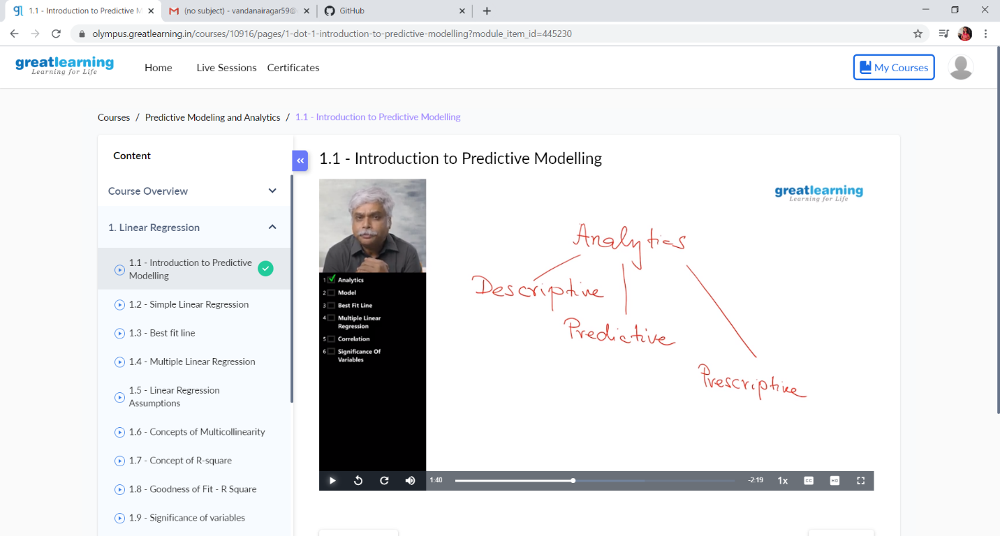 1.1 - Introduction to Predictive M
(no subject) - vandanairagar59@
GitHub
olympus.greatlearning.in/courses/10916/pages/1-dot-1-introduction-to-predictive-modelling?module_item_id=445230
greatlearning
Learning for Life
Home Live Sessions Certificates
My Courses
Courses / Predictive Modeling and Analytics / 1.1 - Introduction to Predictive Modelling
Content
Course Overview
1. Linear Regression
1.1 - Introduction to Predictive
Modelling
1.2 - Simple Linear Regression
1.3 - Best fit line
1.4 - Multiple Linear Regression
1.5 - Linear Regression
Assumptions
1.6 - Concepts of Multicollinearity
1.7 - Concept of R-square
1.8 - Goodness of Fit - R Square
1.9 - Significance of variables
1.1 - Introduction to Predictive Modelling
1 Analytics
2 Model
3 Best Fit Line
4 Multiple Linear
Regression
5 Correlation
6 Significance Of
Variables
greatlearning
Learning for Life
Analytics
Descriptive
Predictive
Prescriptive
1:40 -2:19 1x CC HD